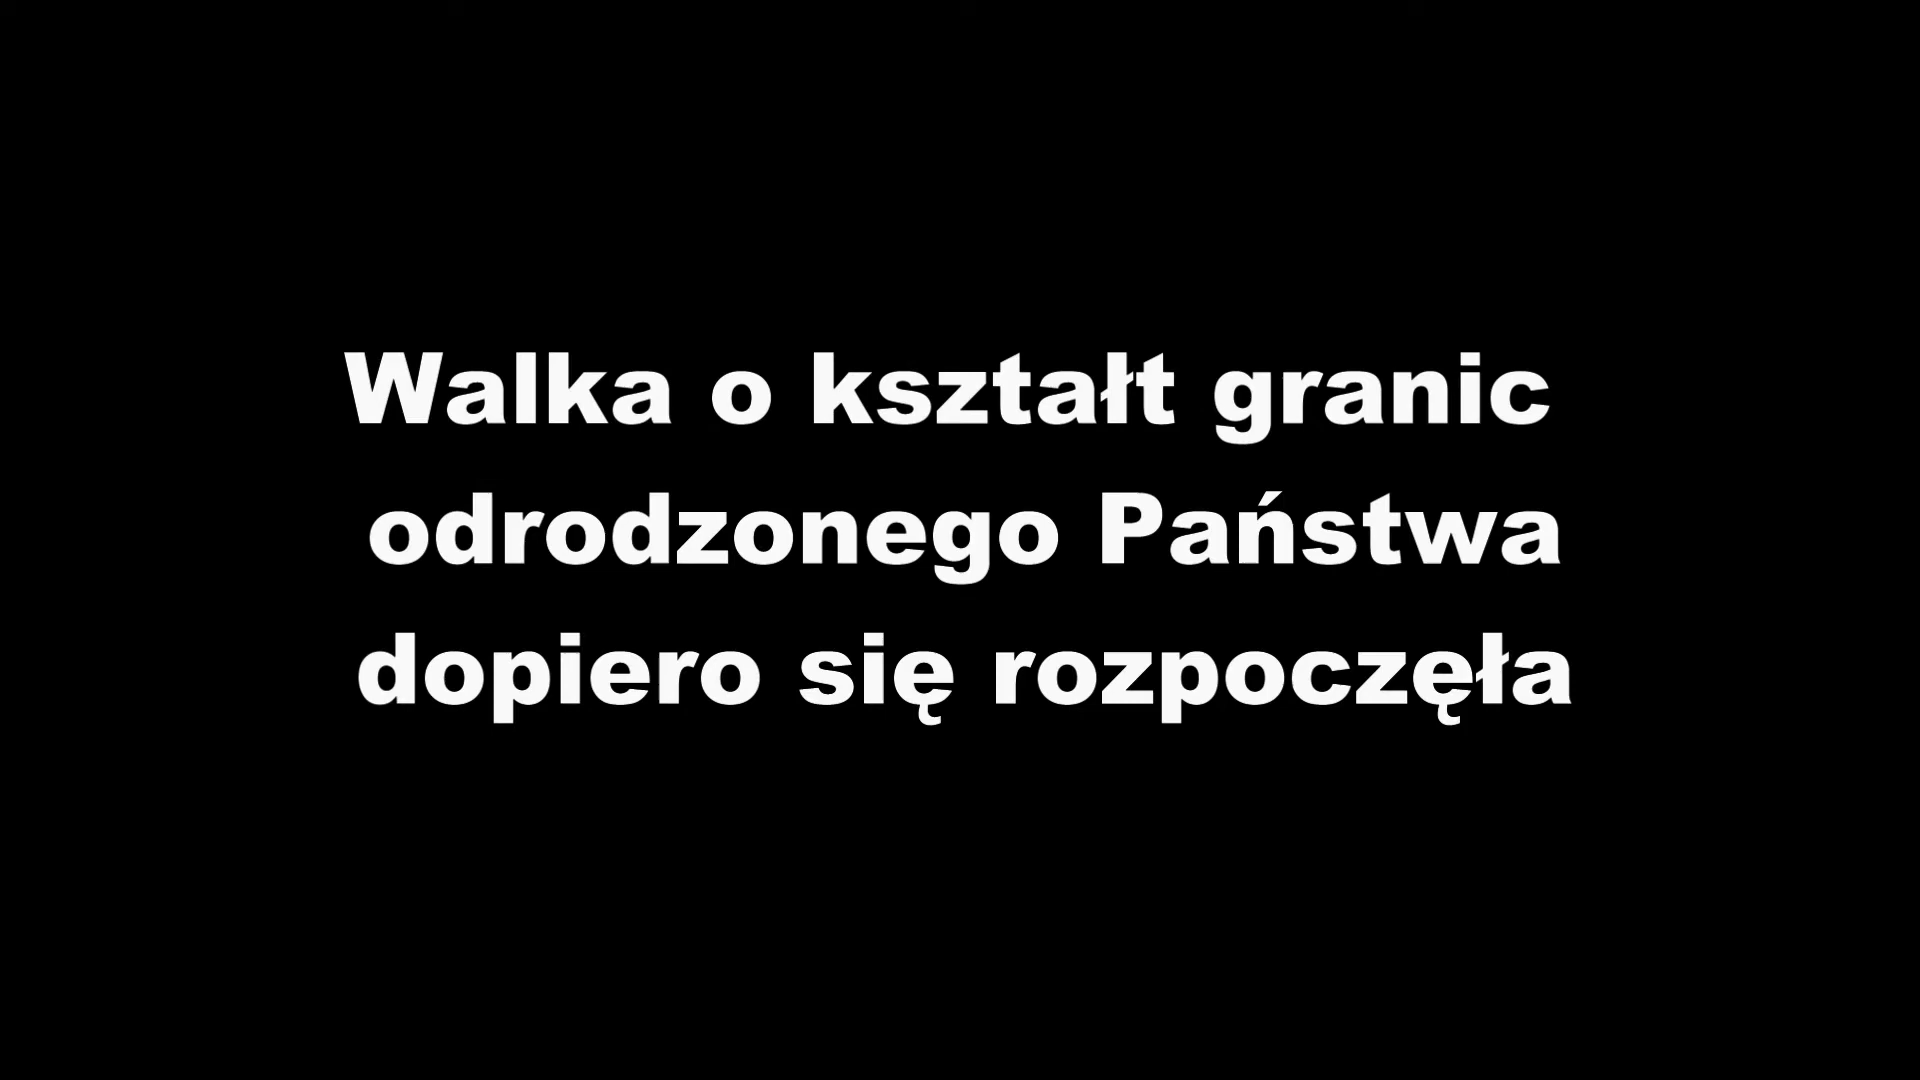 Walka o kształt granic
odrodzonego Państwa
dopiero się rozpoczęła